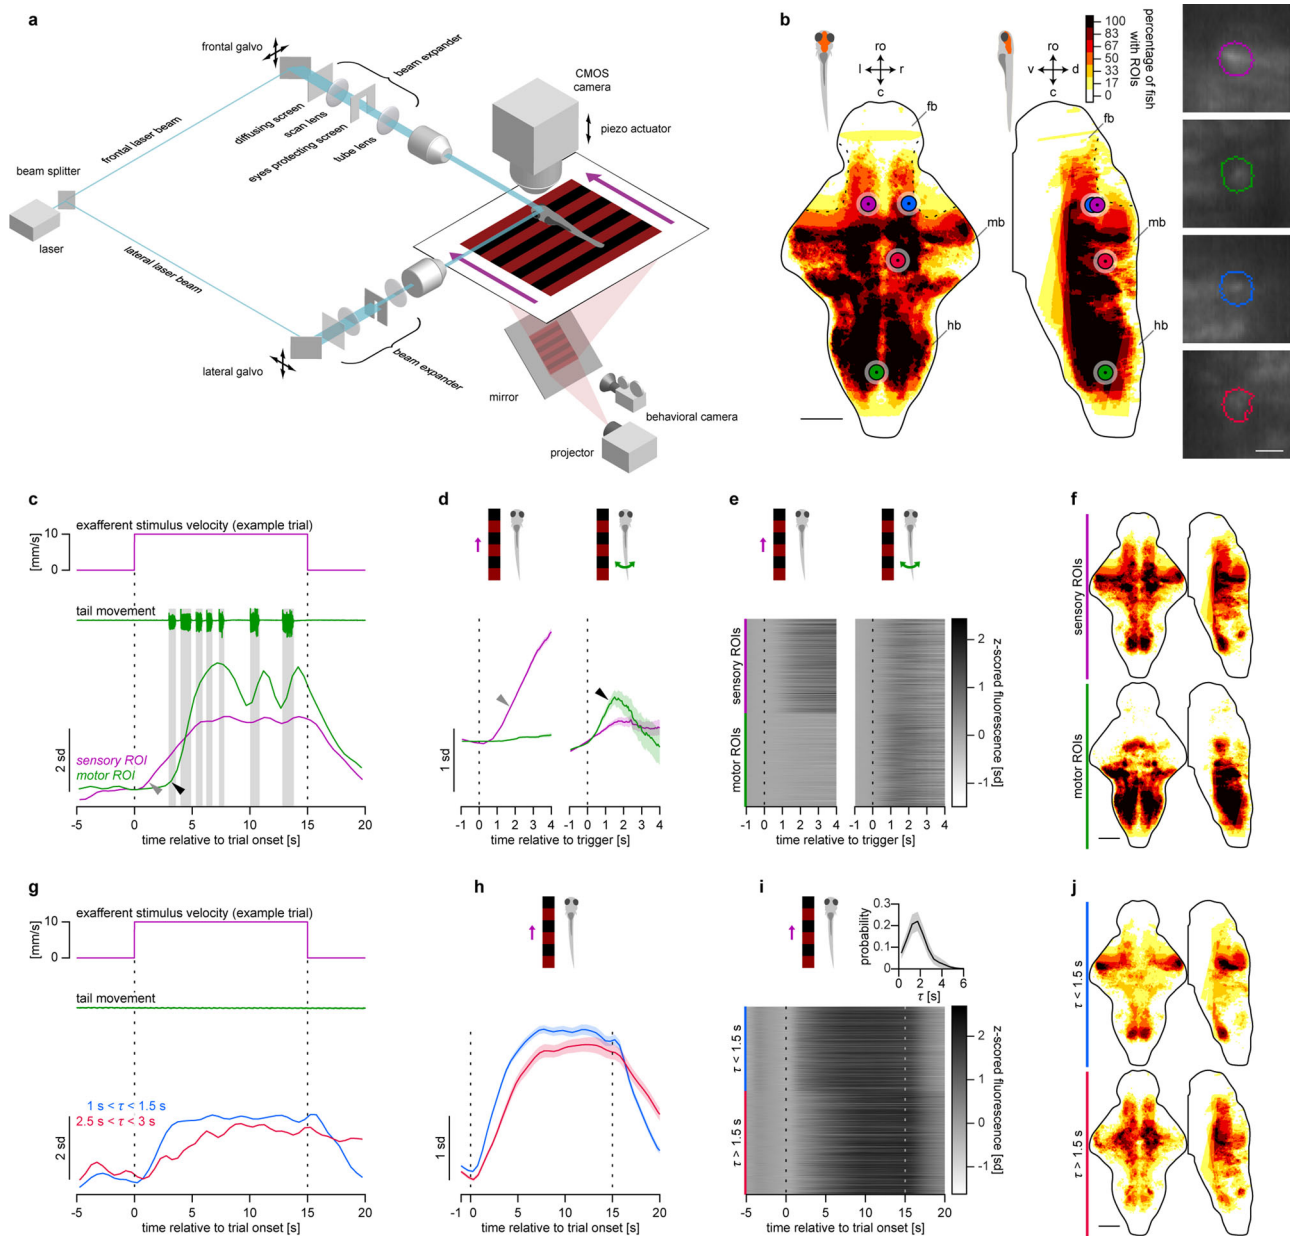 a
frontal galvo
beam expander
diffusing screen
scan lens
eyes protecting screen
tube lens
CMOS
camera
piezo actuator
frontal laser beam
beam splitter
laser
lateral laser beam
lateral galvo
beam expander
mirror
behavioral camera
projector
b
ro
l
r
c
ro
v
d
c
100
83
67
50
33
17
0
percentage of fish
with ROIs
fb
mb
hb
fb
mb
hb
c
exafferent stimulus velocity (example trial)
[mm/s]
10
0
tail movement
2 sd
sensory ROI
motor ROI
-5
0
5
10
15
20
time relative to trial onset [s]
d
1 sd
-1
0
1
2
3
4
-1
0
1
2
3
4
time relative to trigger [s]
e
sensory ROIs
motor ROIs
-1
0
1
2
3
4
-1
0
1
2
3
4
time relative to trigger [s]
2
1
0
-1
z-scored fluorescence [sd]
f
sensory ROIs
motor ROIs
g
exafferent stimulus velocity (example trial)
[mm/s]
10
0
tail movement
2 sd
1 s < τ < 1.5 s
2.5 s < τ < 3 s
-5
0
5
10
15
20
time relative to trial onset [s]
h
1 sd
-1
0
5
10
15
20
time relative to trial onset [s]
i
probability
0.3
0.2
0.1
0
0
2
4
6
τ [s]
τ < 1.5 s
τ > 1.5 s
-5
0
5
10
15
20
time relative to trial onset [s]
2
1
0
-1
z-scored fluorescence [sd]
j
τ < 1.5 s
τ > 1.5 s